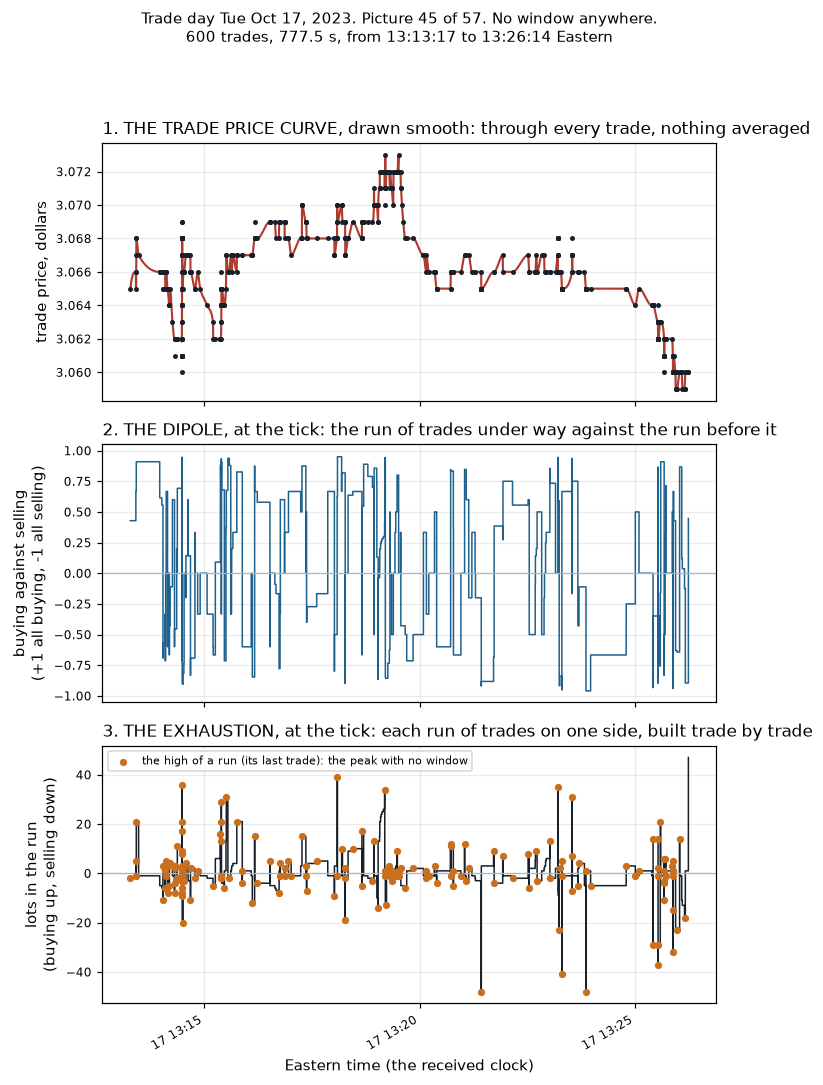 Trade day Tue Oct 17, 2023. Picture 45 of 57. No window anywhere.
600 trades, 777.5 s, from 13:13:17 to 13:26:14 Eastern
1. THE TRADE PRICE CURVE, drawn smooth: through every trade, nothing averaged
trade price, dollars
3.072
3.070
3.068
3.066
3.064
3.062
3.060
2. THE DIPOLE, at the tick: the run of trades under way against the run before it
buying against selling
(+1 all buying, -1 all selling)
1.00
0.75
0.50
0.25
0.00
−0.25
−0.50
−0.75
−1.00
3. THE EXHAUSTION, at the tick: each run of trades on one side, built trade by trade
the high of a run (its last trade): the peak with no window
lots in the run
(buying up, selling down)
40
20
0
−20
−40
17 13:15
17 13:20
17 13:25
Eastern time (the received clock)